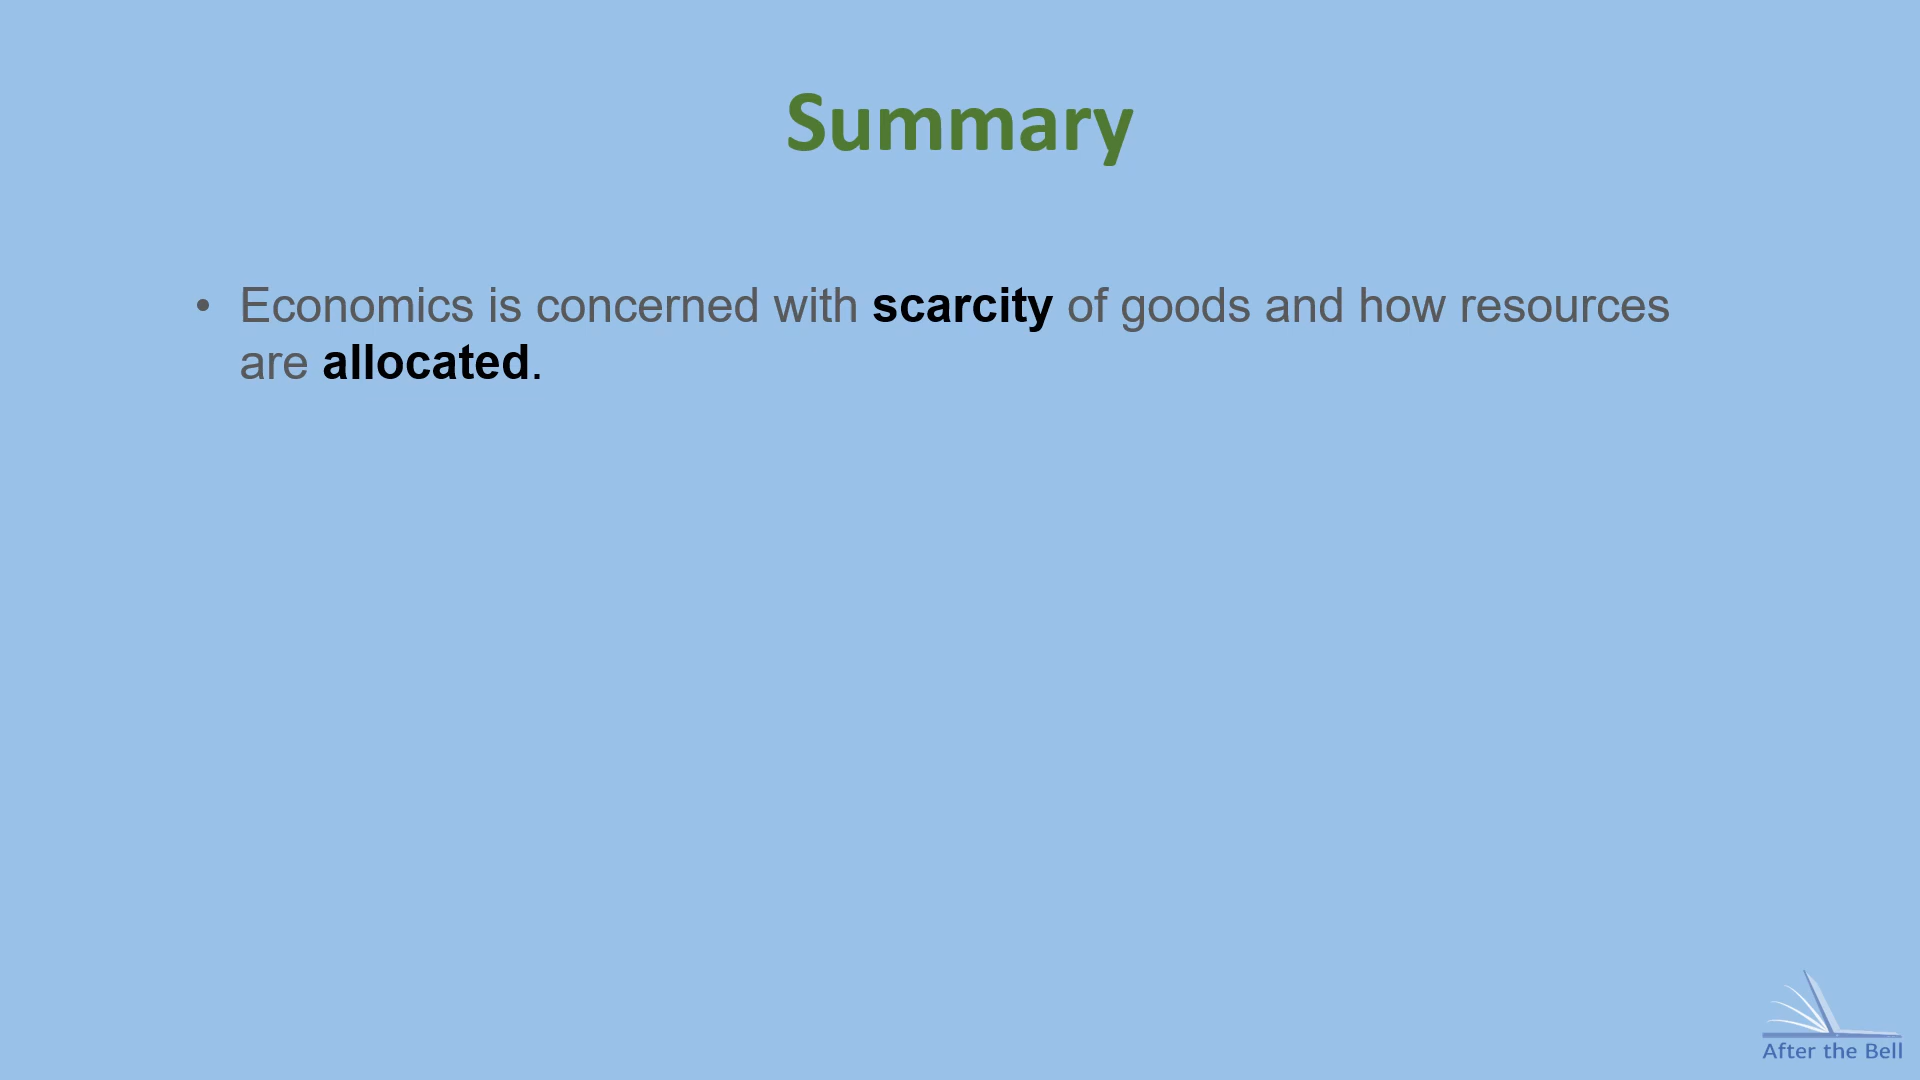 Summary
• Economics is concerned with scarcity of goods and how resources
are allocated.
After the Bell